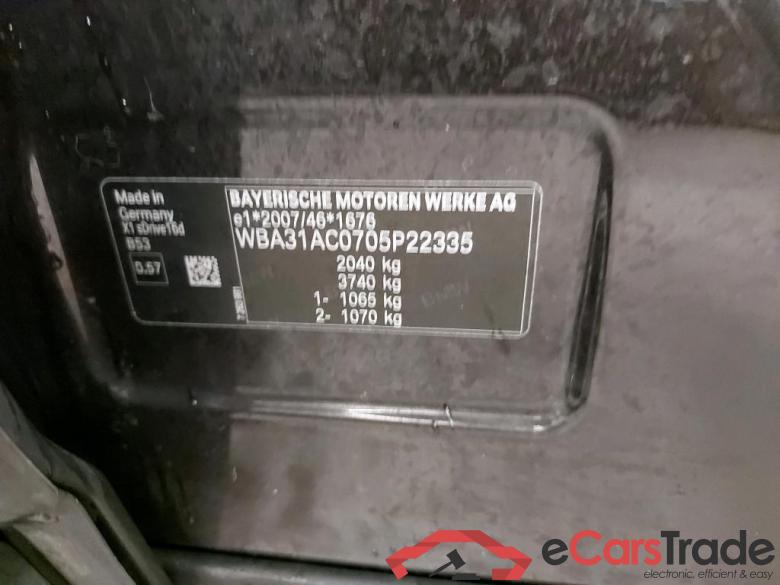 Made in
Germany
X1 sDrive16d
B53
0.57
BAYERISCHE MOTOREN WERKE AG
e1*2007/46*1676
WBA31AC0705P22335
2040 kg
3740 kg
1- 1065 kg
2- 1070 kg
eCarsTrade
electronic, efficient & easy